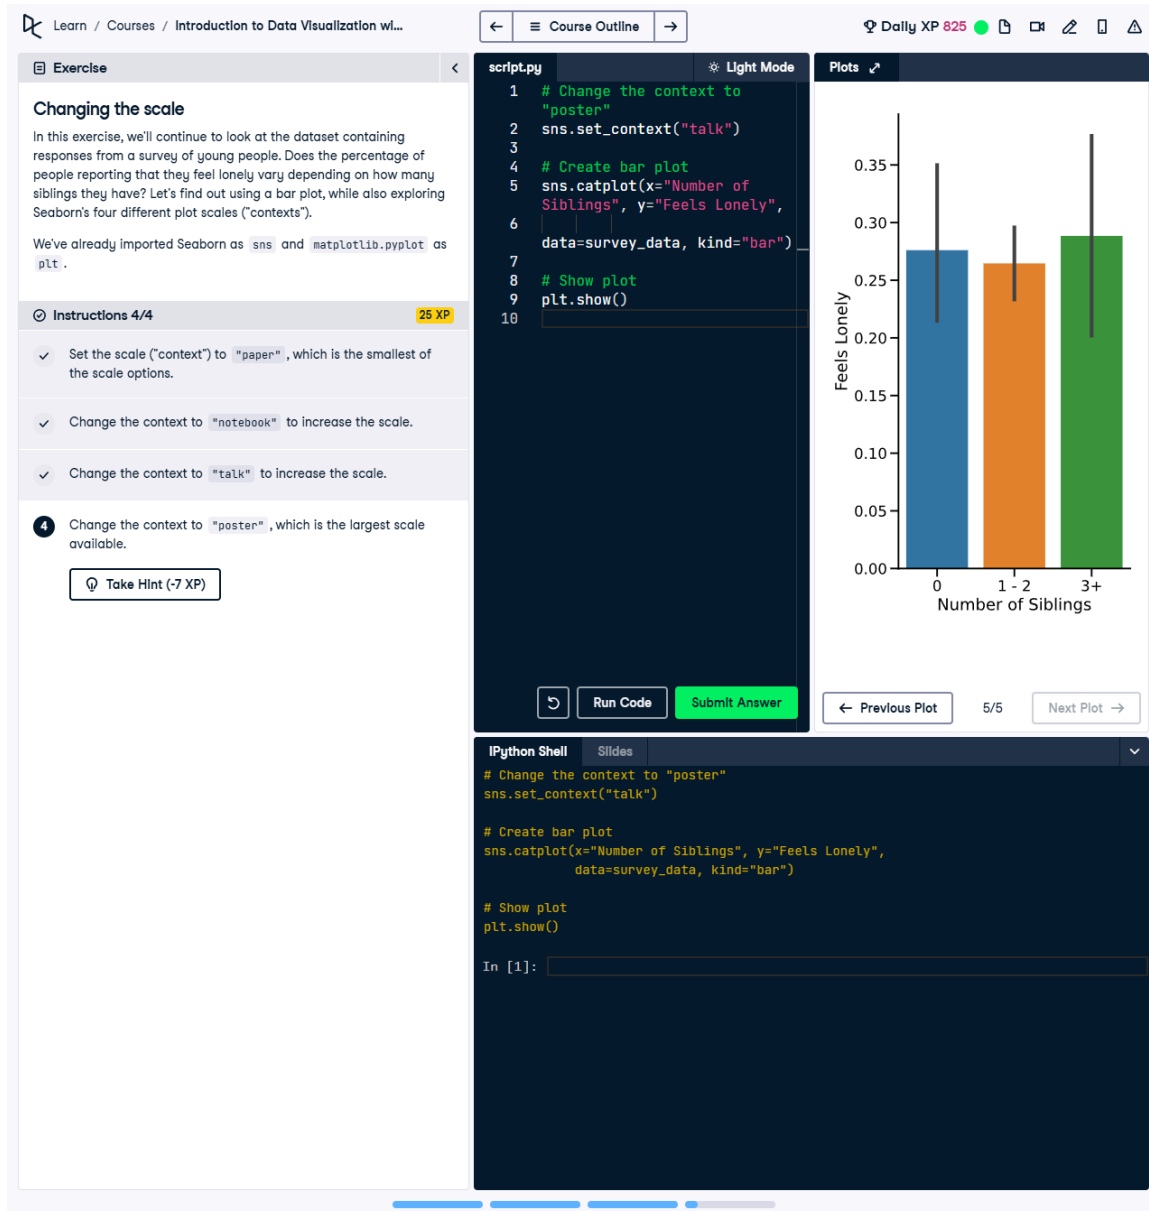 Learn / Courses / Introduction to Data Visualization wi...
Course Outline
Daily XP 825
Exercise
Changing the scale
In this exercise, we'll continue to look at the dataset containing
responses from a survey of young people. Does the percentage of
people reporting that they feel lonely vary depending on how many
siblings they have? Let's find out using a bar plot, while also exploring
Seaborn's four different plot scales ("contexts").
We've already imported Seaborn as sns and matplotlib.pyplot as
plt .
Instructions 4/4
25 XP
Set the scale ("context") to "paper" , which is the smallest of
the scale options.
Change the context to "notebook" to increase the scale.
Change the context to "talk" to increase the scale.
4
Change the context to "poster" , which is the largest scale
available.
Take Hint (-7 XP)
script.py
Light Mode
1 # Change the context to
"poster"
2 sns.set_context("talk")
3
4 # Create bar plot
5 sns.catplot(x="Number of
Siblings", y="Feels Lonely",
6
data=survey_data, kind="bar")
7
8 # Show plot
9 plt.show()
10
Run Code
Submit Answer
Plots
0.35
0.30
0.25
0.20
0.15
0.10
0.05
0.00
Feels Lonely
0 1 - 2 3+
Number of Siblings
Previous Plot
5/5
Next Plot
IPython Shell
Slides
# Change the context to "poster"
sns.set_context("talk")
# Create bar plot
sns.catplot(x="Number of Siblings", y="Feels Lonely",
data=survey_data, kind="bar")
# Show plot
plt.show()
In [1]: